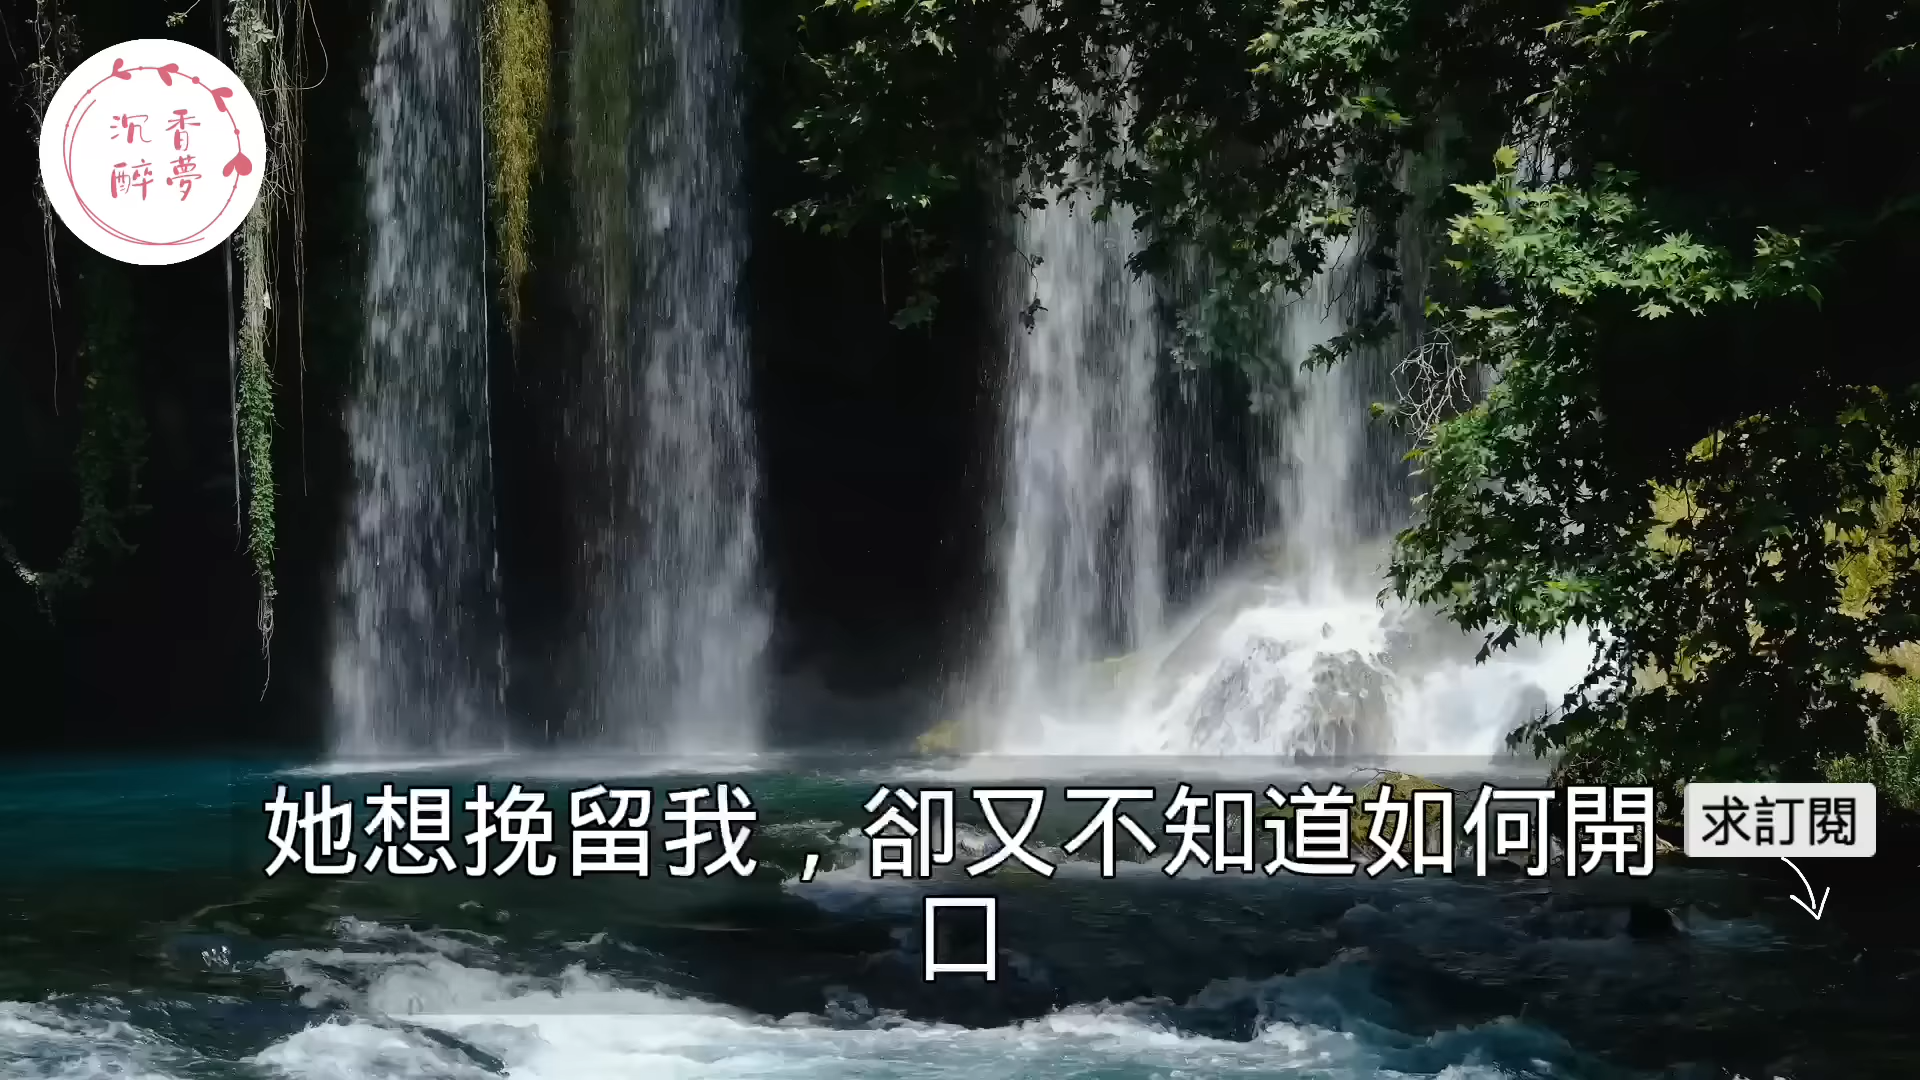 沉香
醉夢
她想挽留我，卻又不知道如何開
口
求訂閱